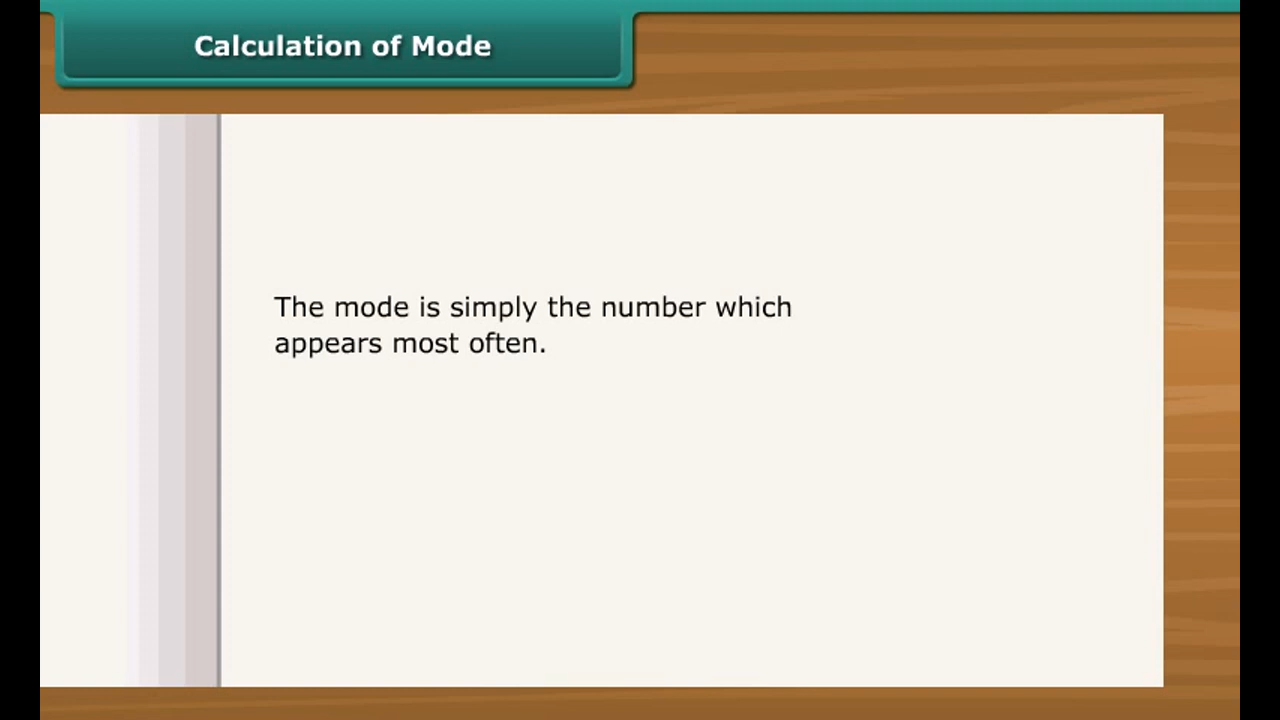 Calculation of Mode
The mode is simply the number which
appears most often.